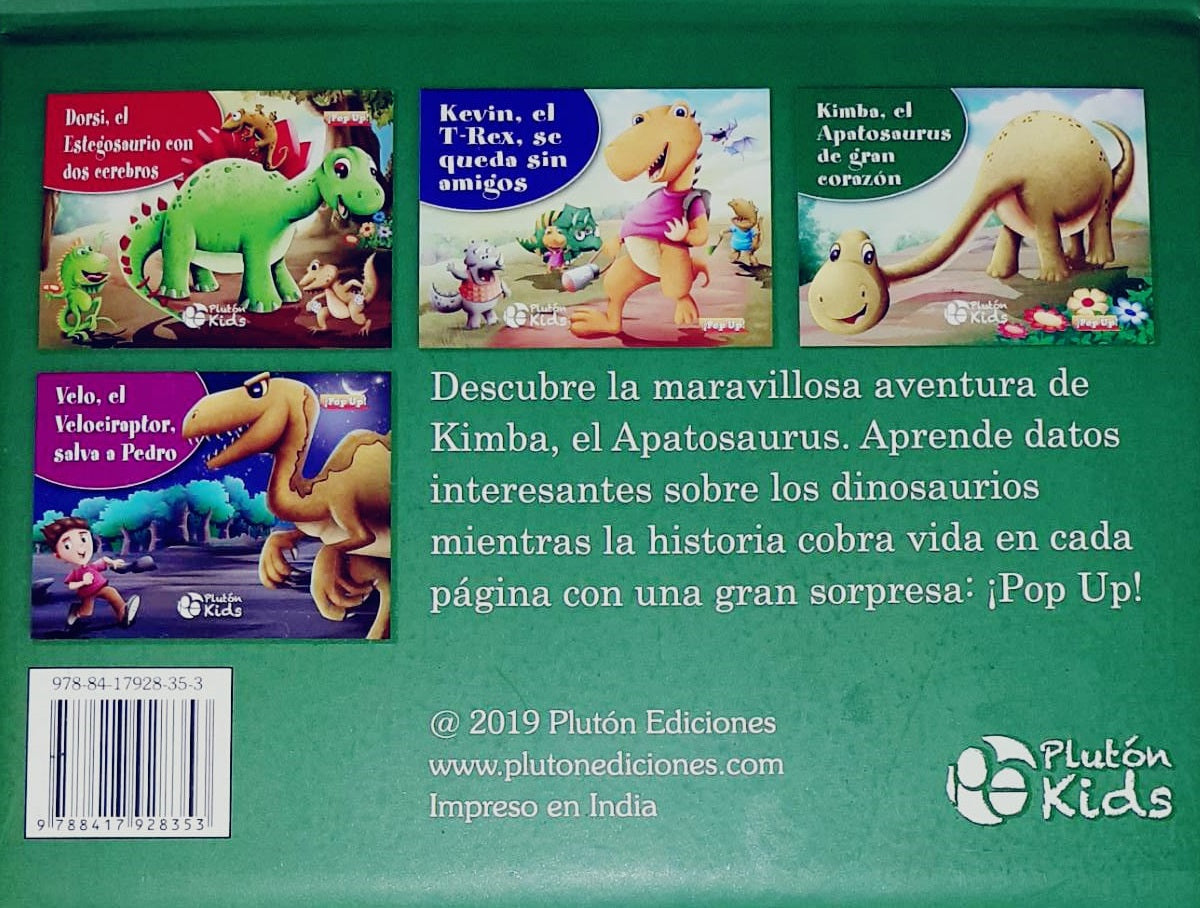 Dorsi, el
Estegosaurio con
dos cerebros
¡Pop Up!
Plutón
Kids
Kevin, el
T-Rex, se
queda sin
amigos
Plutón
Kids
¡Pop Up!
Kimba, el
Apatosaurus
de gran
corazón
Plutón
Kids
¡Pop Up!
Velo, el
Velociraptor,
salva a Pedro
¡Pop Up!
Plutón
Kids
Descubre la maravillosa aventura de
Kimba, el Apatosaurus. Aprende datos
interesantes sobre los dinosaurios
mientras la historia cobra vida en cada
página con una gran sorpresa: ¡Pop Up!
978-84-17928-35-3
9 788417 928353
@ 2019 Plutón Ediciones
www.plutonediciones.com
Impreso en India
Plutón
Kids